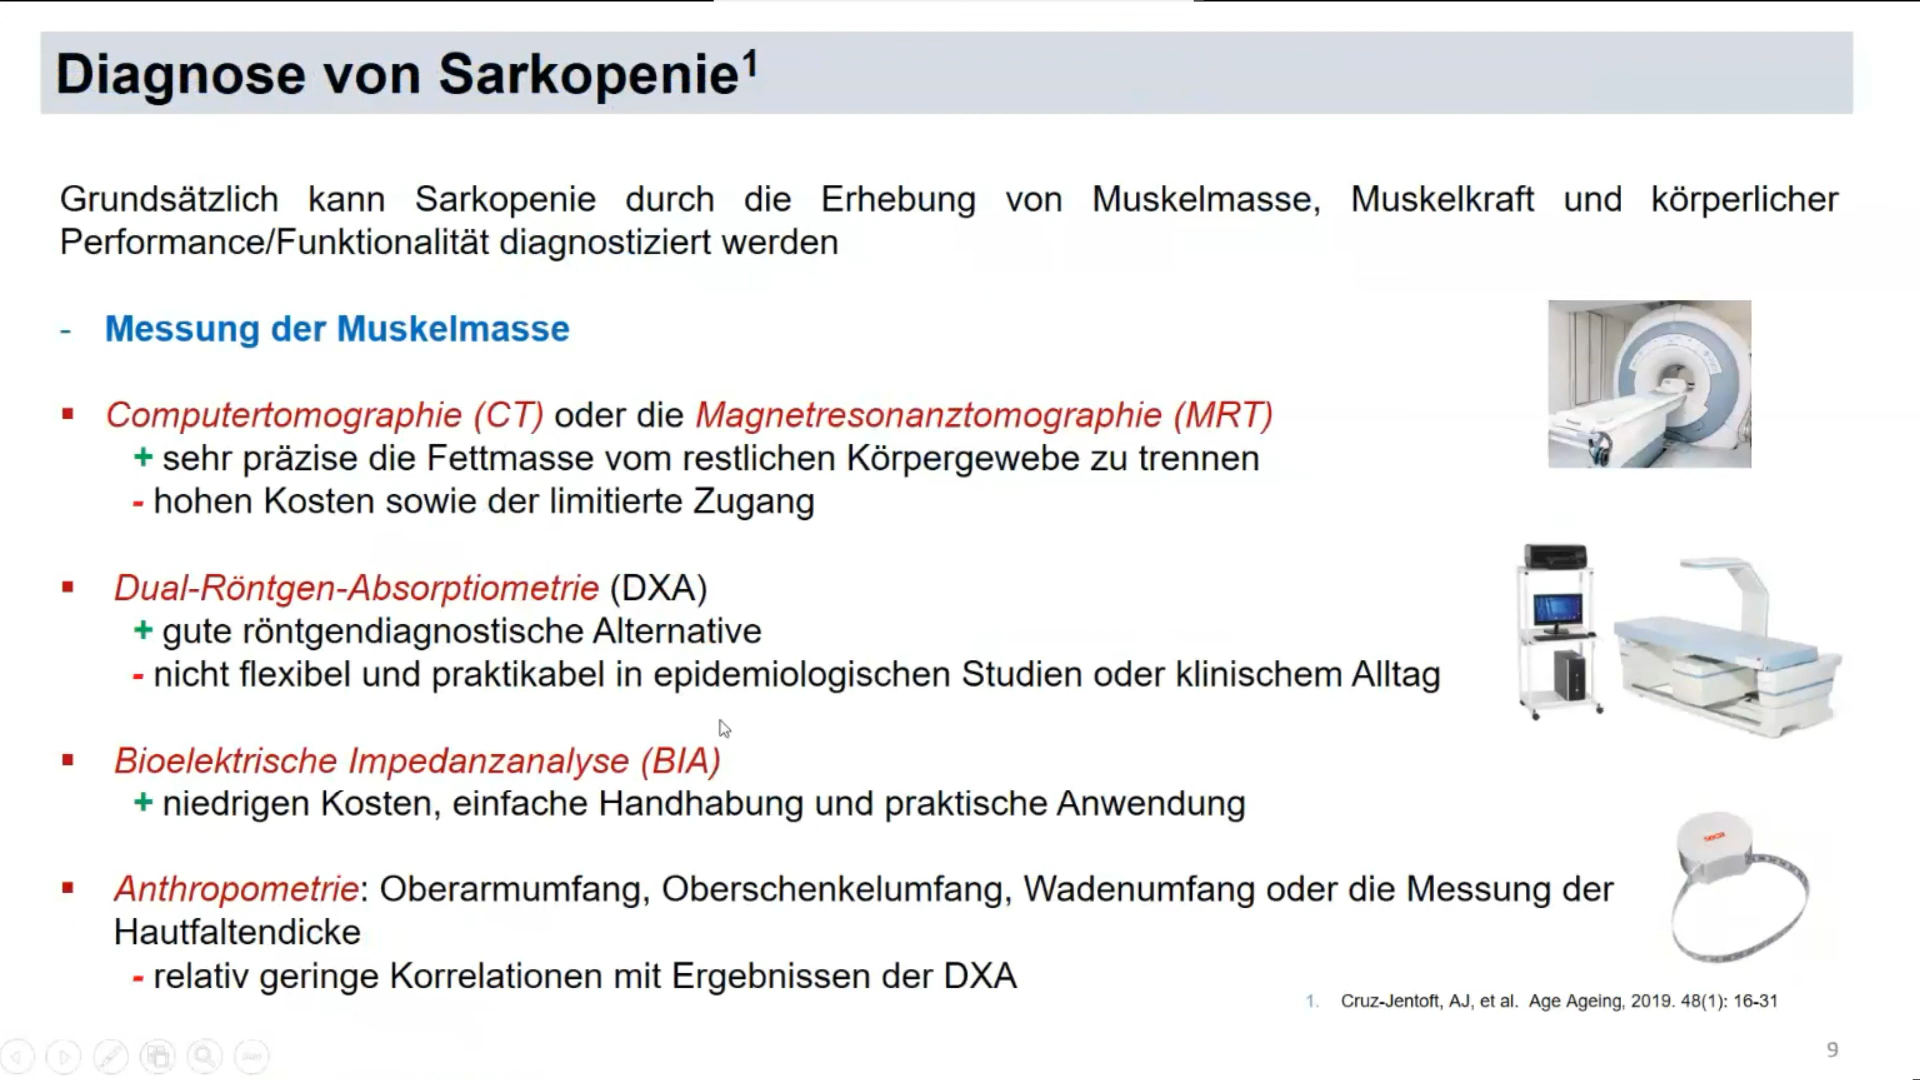 Diagnose von Sarkopenie¹
Grundsätzlich kann Sarkopenie durch die Erhebung von Muskelmasse, Muskelkraft und körperlicher
Performance/Funktionalität diagnostiziert werden
- Messung der Muskelmasse
▪ Computertomographie (CT) oder die Magnetresonanztomographie (MRT)
+ sehr präzise die Fettmasse vom restlichen Körpergewebe zu trennen
- hohen Kosten sowie der limitierte Zugang
▪ Dual-Röntgen-Absorptiometrie (DXA)
+ gute röntgendiagnostische Alternative
- nicht flexibel und praktikabel in epidemiologischen Studien oder klinischem Alltag
▪ Bioelektrische Impedanzanalyse (BIA)
+ niedrigen Kosten, einfache Handhabung und praktische Anwendung
▪ Anthropometrie: Oberarmumfang, Oberschenkelumfang, Wadenumfang oder die Messung der
Hautfaltendicke
- relativ geringe Korrelationen mit Ergebnissen der DXA
seca
1. Cruz-Jentoft, AJ, et al. Age Ageing, 2019. 48(1): 16-31
9